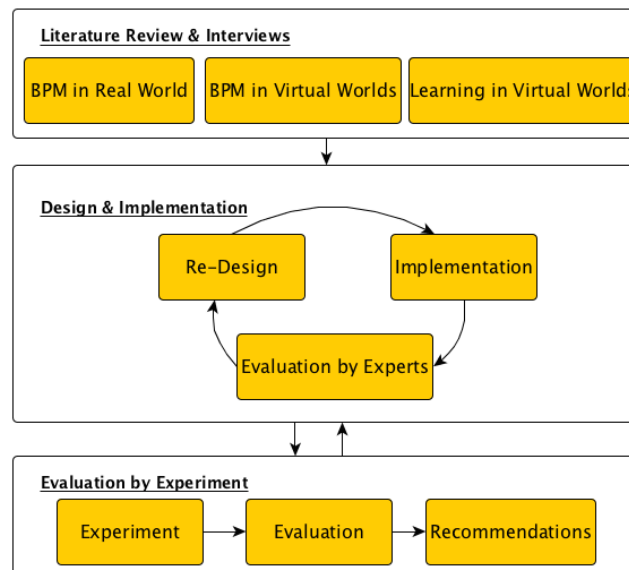 Literature Review & Interviews
BPM in Real World
BPM in Virtual Worlds
Learning in Virtual Worlds
Design & Implementation
Re-Design
Implementation
Evaluation by Experts
Evaluation by Experiment
Experiment
Evaluation
Recommendations